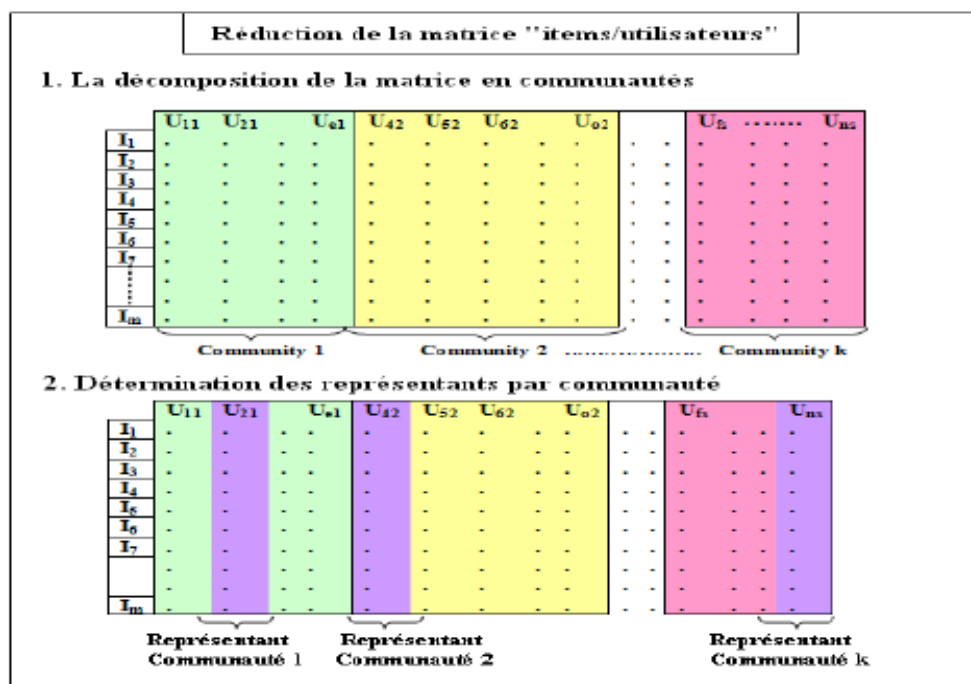 Réduction de la matrice "items/utilisateurs"
1. La décomposition de la matrice en communautés
U11 U21 Ue1 U42 U52 U62 Uo2 Ufs ........ Uns
I1
I2
I3
I4
I5
I6
I7
Im
Community 1 Community 2 ...................... Community k
2. Détermination des représentants par communauté
U11 U21 Ue1 U42 U52 U62 Uo2 Ufs Uns
I1
I2
I3
I4
I5
I6
I7
Im
Représentant Représentant Représentant
Communauté 1 Communauté 2 Communauté k